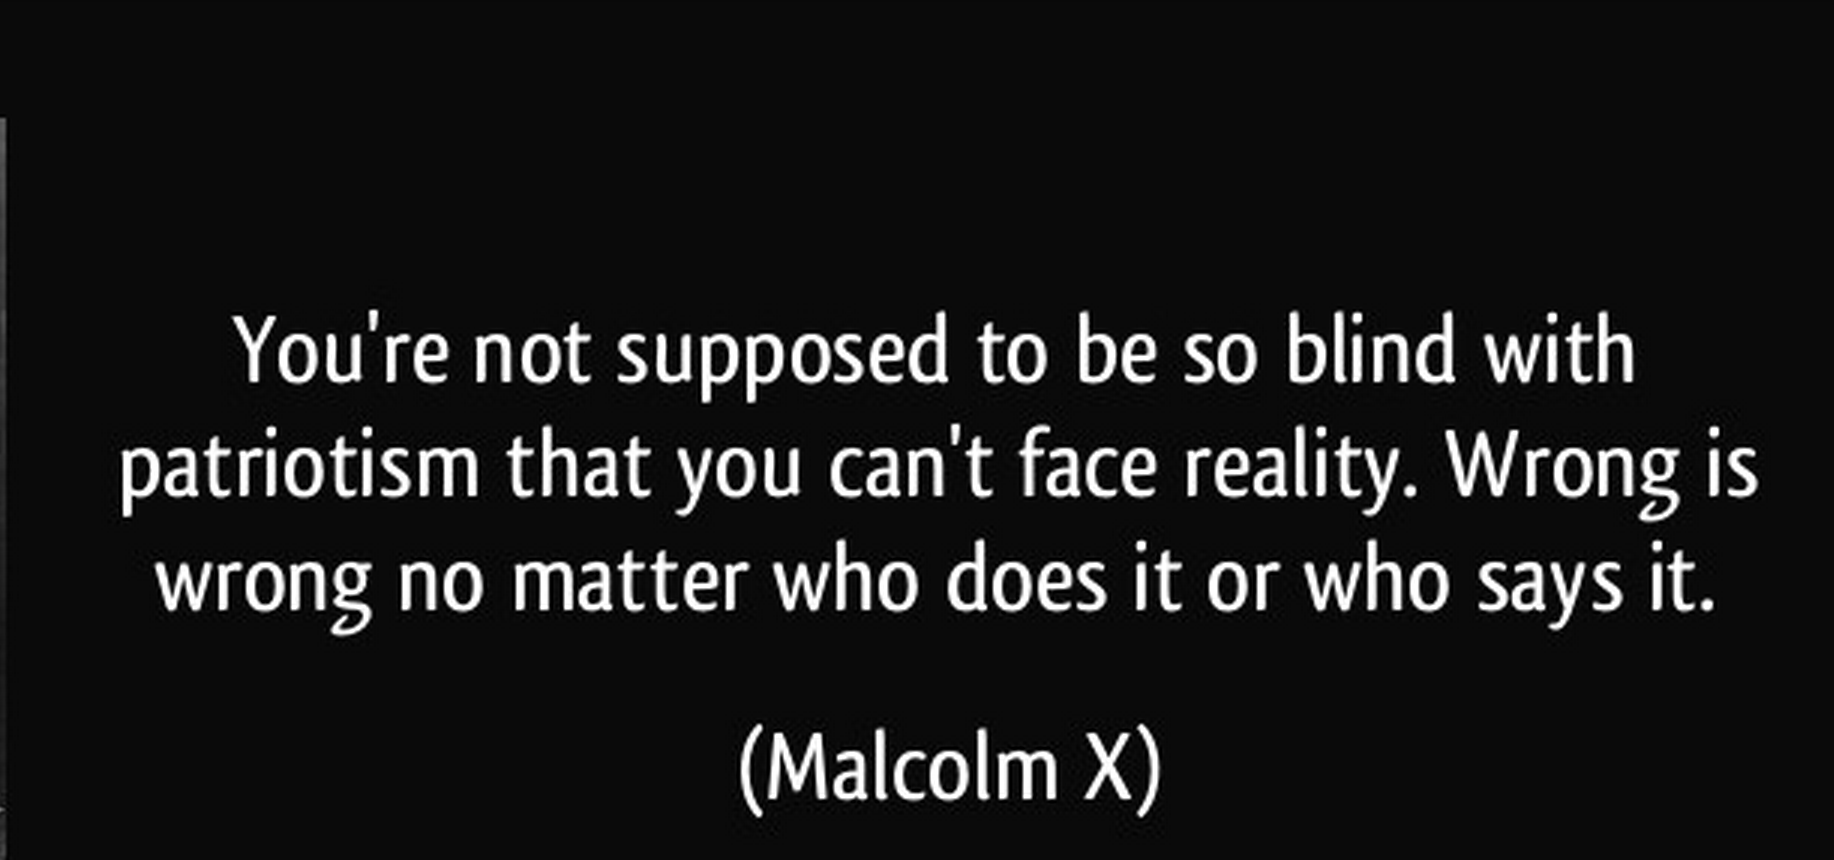 You're not supposed to be so blind with
patriotism that you can't face reality. Wrong is
wrong no matter who does it or who says it.
(Malcolm X)